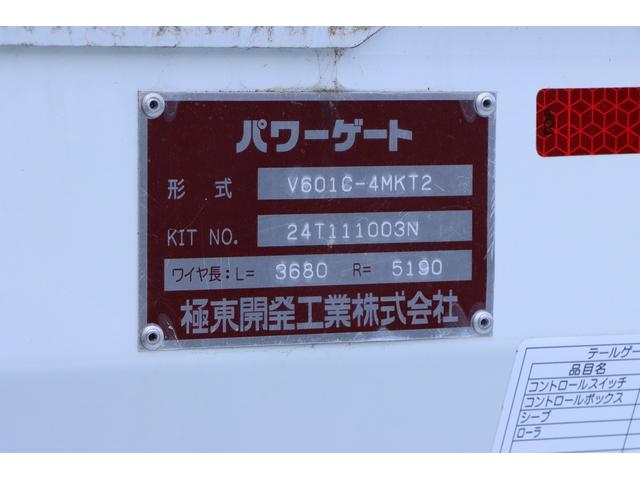 パワーゲート
形式 V601C-4MKT2
KIT NO. 24T111003N
ワイヤ長:L= 3680 R= 5190
極東開発工業株式会社
テールゲー
品目名
コントロールスイッチ
コントロールボックス
シーブ
ローラ